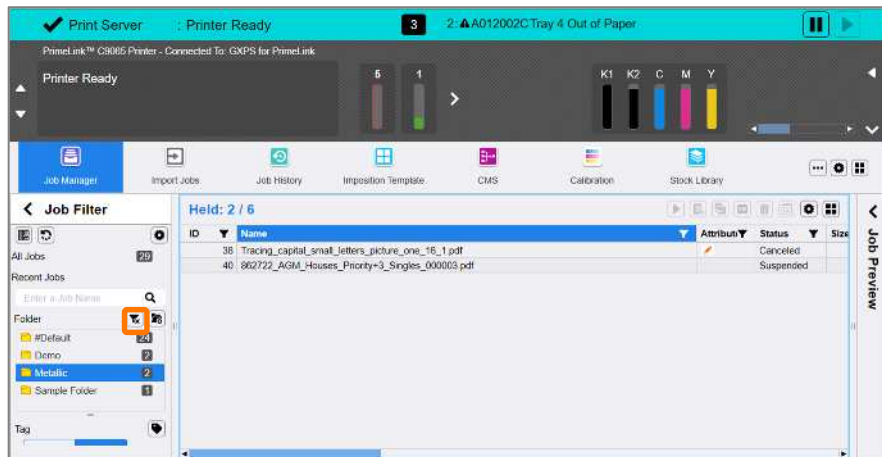 Print Server : Printer Ready 3 2: A012002C Tray 4 Out of Paper
PrimeLink™ C9065 Printer - Connected To: GXPS for PrimeLink
Printer Ready 5 1 K1 K2 C M Y
Job Manager Import Jobs Job History Imposition Template CMS Calibration Stock Library
Job Filter
All Jobs 29
Recent Jobs
Enter a Job Name
Folder
#Default 24
Demo 2
Metallic 2
Sample Folder 1
Tag
Held: 2 / 6
ID Name Attributi Status Size
38 Tracing_capital_small_letters_picture_one_16_1.pdf Canceled
40 862722_AGM_Houses_Priority+3_Singles_000003.pdf Suspended
Job Preview